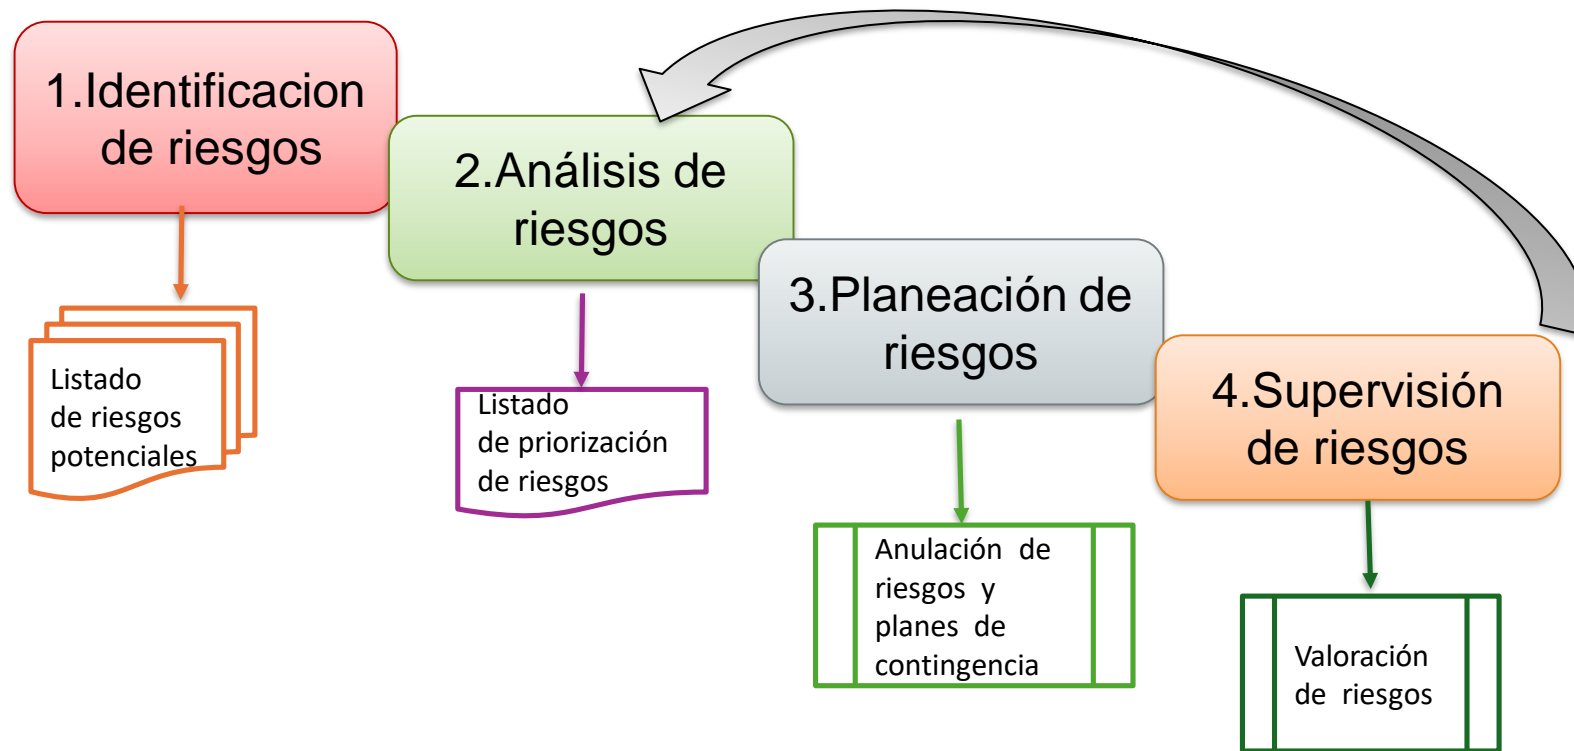 1.Identificacion
de riesgos
2.Análisis de
riesgos
3.Planeación de
riesgos
4.Supervisión
de riesgos
Listado
de riesgos
potenciales
Listado
de priorización
de riesgos
Anulación de
riesgos y
planes de
contingencia
Valoración
de riesgos